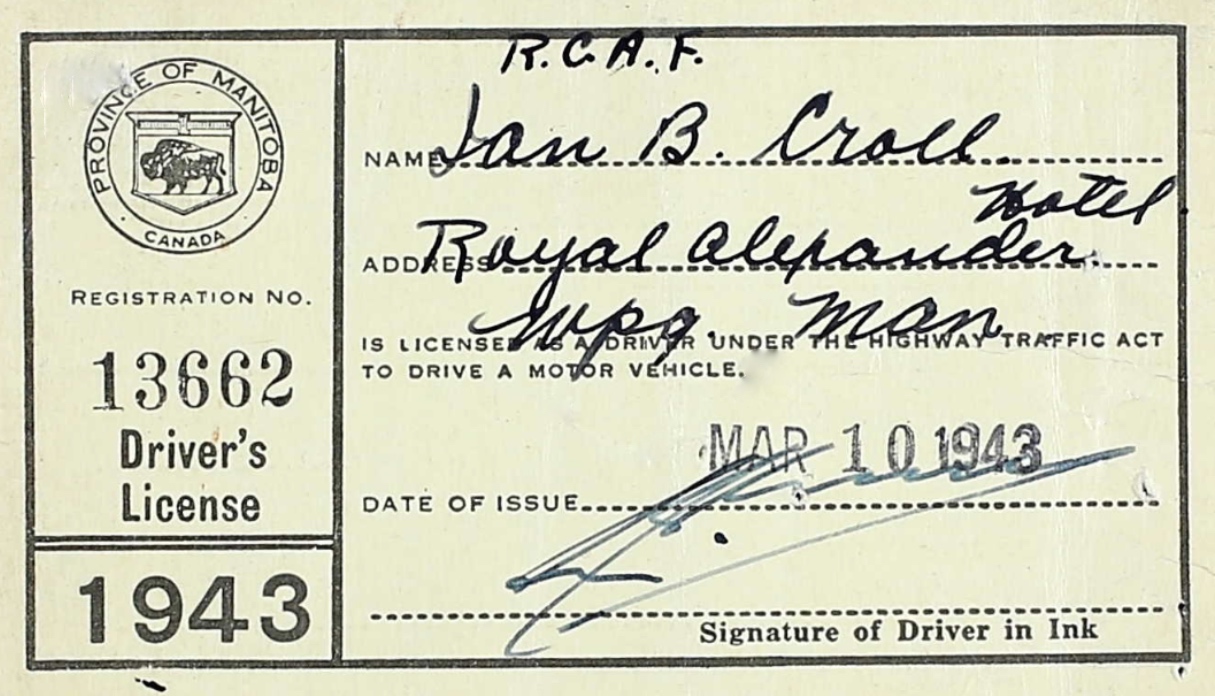 PROVINCE OF MANITOBA
CANADA
REGISTRATION NO.
13662
Driver's
License
1943
R.C.A.F.
NAME Ian B. Croll.
Hotel
ADDRESS Royal Alexander.
Wpg. Man
IS LICENSED AS A DRIVER UNDER THE HIGHWAY TRAFFIC ACT
TO DRIVE A MOTOR VEHICLE.
DATE OF ISSUE MAR 10 1943
Signature of Driver in Ink